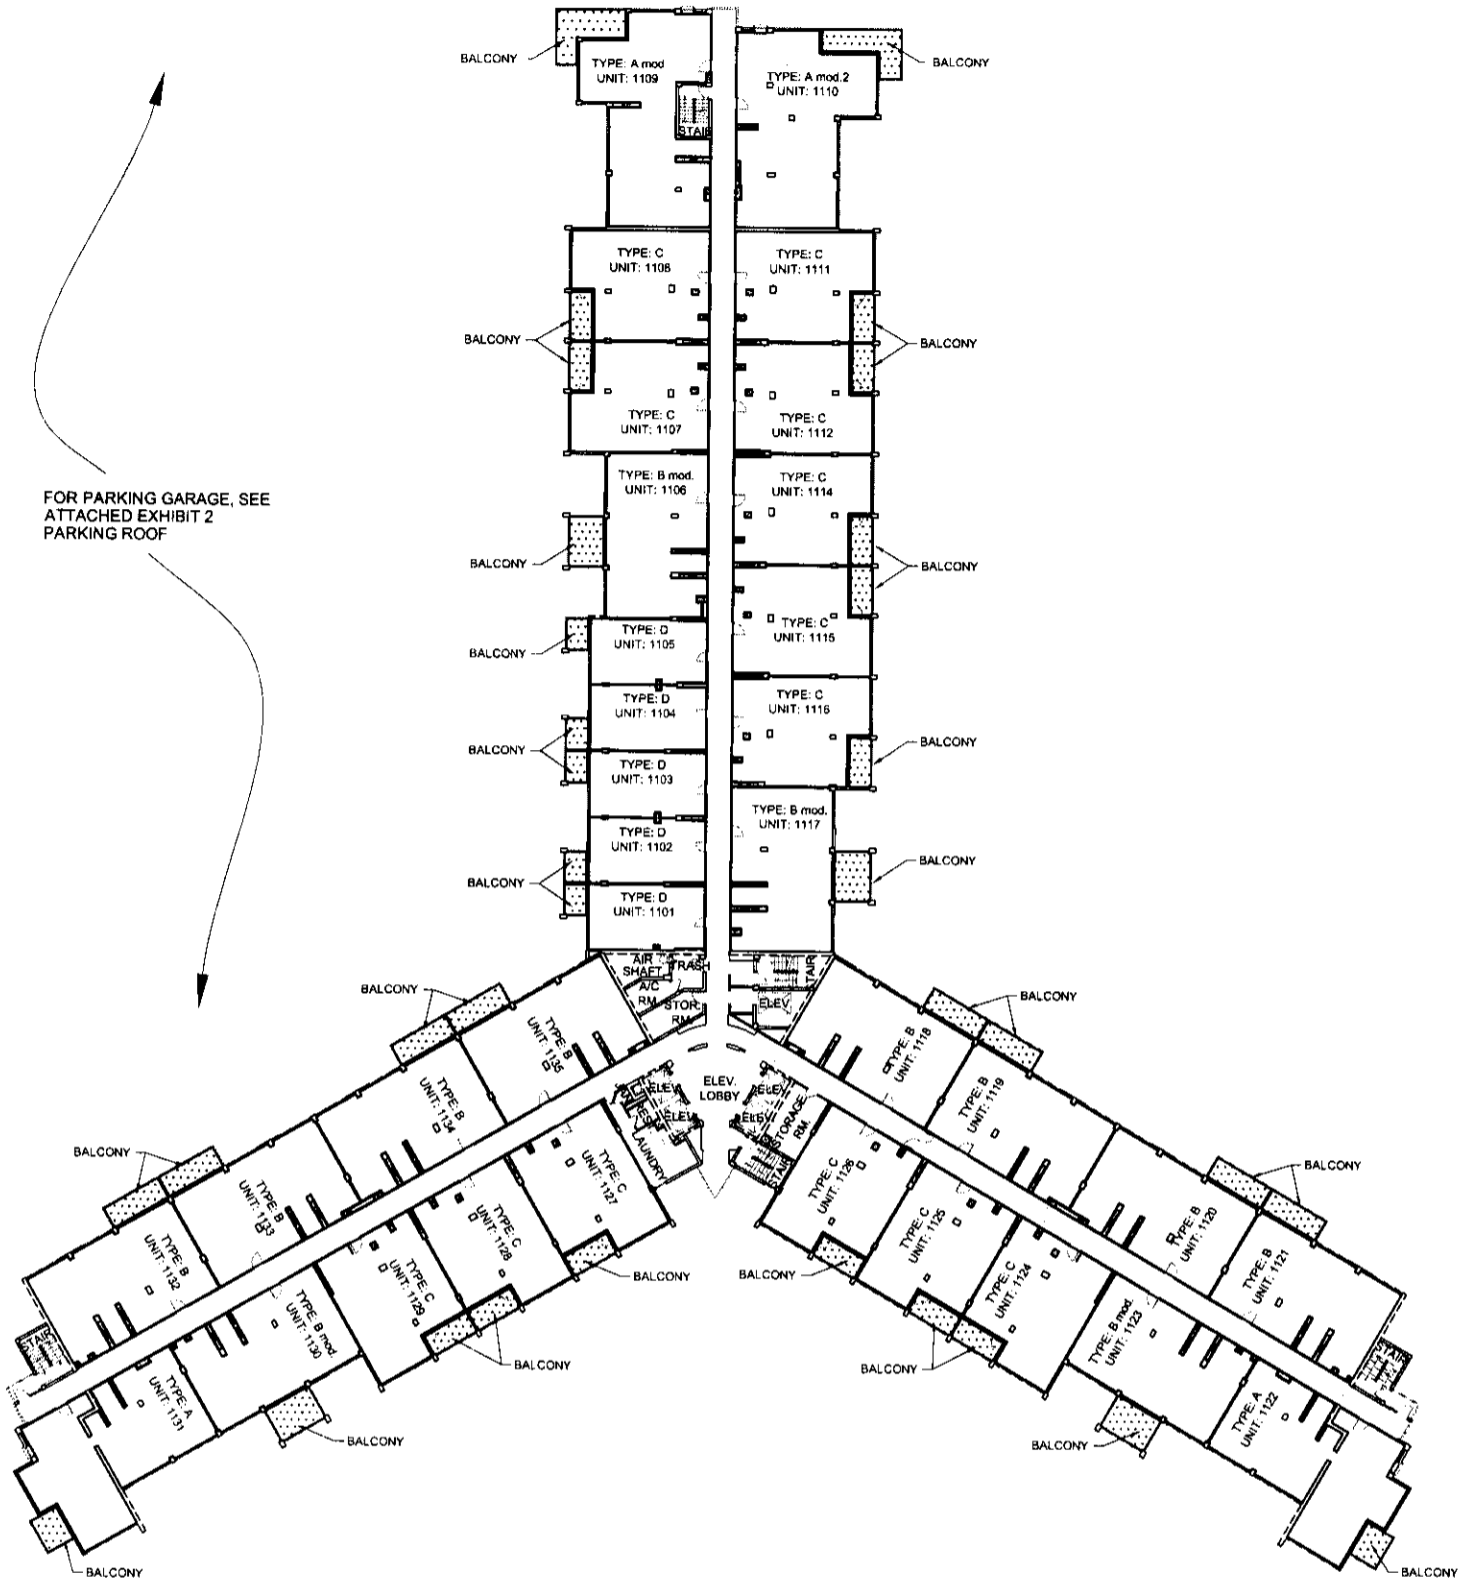 BALCONY
TYPE: A mod
UNIT: 1109
TYPE: A mod.2
UNIT: 1110
BALCONY
STAIR
TYPE: C
UNIT: 1108
TYPE: C
UNIT: 1111
BALCONY
BALCONY
TYPE: C
UNIT: 1107
TYPE: C
UNIT: 1112
FOR PARKING GARAGE, SEE
ATTACHED EXHIBIT 2
PARKING ROOF
TYPE: B mod.
UNIT: 1106
TYPE: C
UNIT: 1114
BALCONY
BALCONY
TYPE: D
UNIT: 1105
TYPE: C
UNIT: 1115
BALCONY
TYPE: D
UNIT: 1104
TYPE: C
UNIT: 1116
BALCONY
BALCONY
TYPE: D
UNIT: 1103
TYPE: B mod.
UNIT: 1117
TYPE: D
UNIT: 1102
BALCONY
BALCONY
TYPE: D
UNIT: 1101
AIR
SHAFT
TRASH
STAIR
A/C
RM.
STOR.
RM.
ELEV.
BALCONY
BALCONY
TYPE: B
UNIT: 1135
TYPE: B
UNIT: 1118
ELEV.
LOBBY
ELEV.
ELEV.
ELEV.
ELEV.
STORAGE
RM.
LAUNDRY
STAIR
TYPE: B
UNIT: 1134
TYPE: B
UNIT: 1119
BALCONY
BALCONY
TYPE: C
UNIT: 1127
TYPE: C
UNIT: 1126
TYPE: B
UNIT: 1133
TYPE: C
UNIT: 1128
TYPE: C
UNIT: 1125
TYPE: B
UNIT: 1120
TYPE: B
UNIT: 1132
BALCONY
BALCONY
TYPE: C
UNIT: 1129
TYPE: C
UNIT: 1124
TYPE: B
UNIT: 1121
STAIR
TYPE: B mod.
UNIT: 1130
BALCONY
BALCONY
TYPE: B mod.
UNIT: 1123
STAIR
TYPE: A
UNIT: 1131
TYPE: A
UNIT: 1122
BALCONY
BALCONY
BALCONY
BALCONY